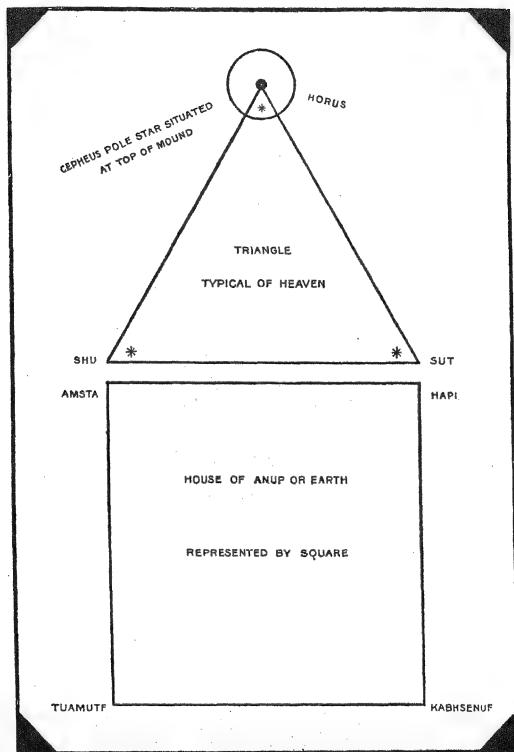 HORUS
CEPHEUS POLE STAR SITUATED
AT TOP OF MOUND
TRIANGLE
TYPICAL OF HEAVEN
SHU
SUT
AMSTA
HAPI
HOUSE OF ANUP OR EARTH
REPRESENTED BY SQUARE
TUAMUTF
KABHSENUF